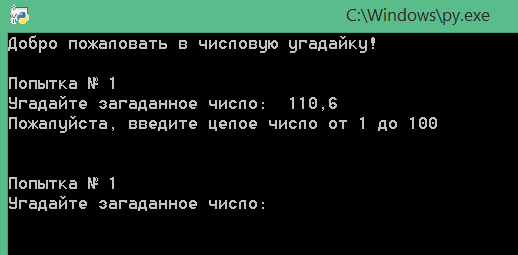 C:\Windows\py.exe
Добро пожаловать в числовую угадайку!
Попытка № 1
Угадайте загаданное число:  110,6
Пожалуйста, введите целое число от 1 до 100
Попытка № 1
Угадайте загаданное число: